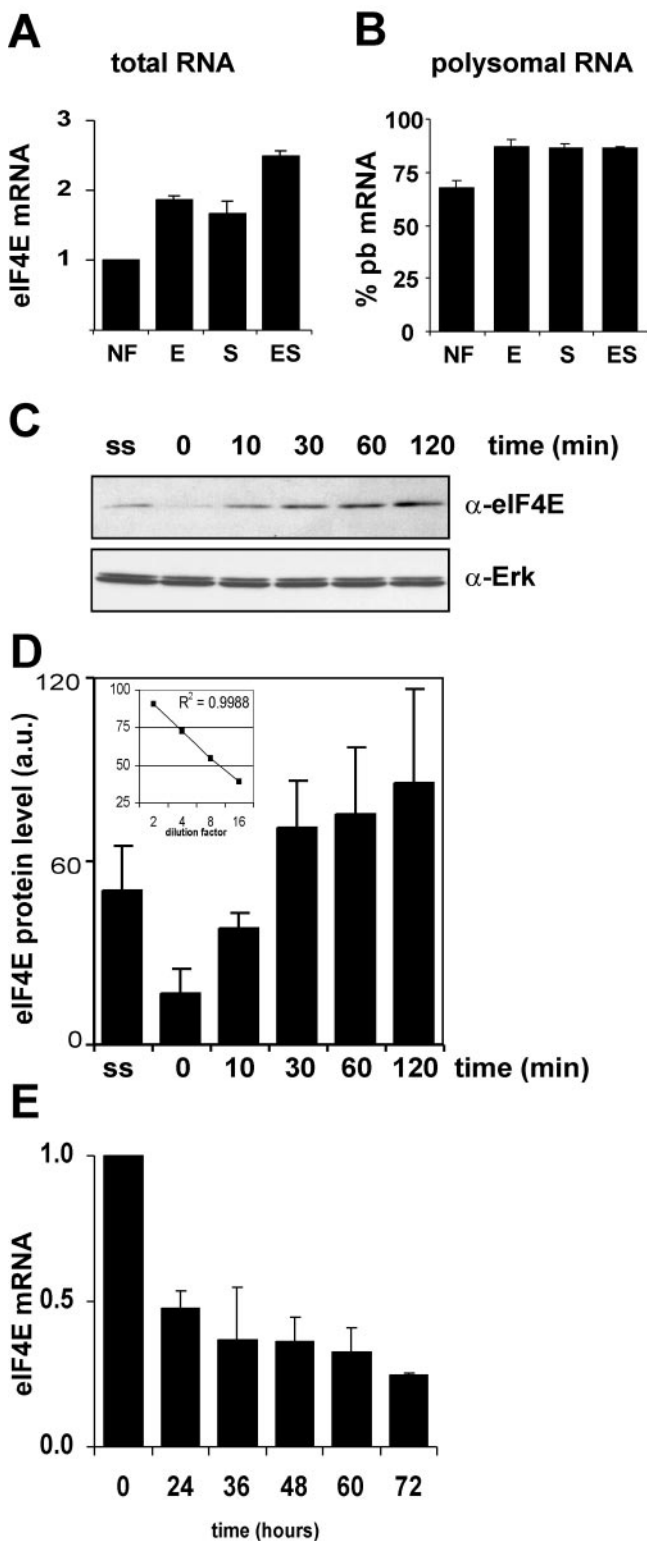 A
total RNA
eIF4E mRNA
3
2
1
NF E S ES
B
polysomal RNA
% pb mRNA
100
75
50
25
0
NF E S ES
C
ss 0 10 30 60 120 time (min)
α-eIF4E
α-Erk
D
eIF4E protein level (a.u.)
120
60
0
100
75
50
25
R² = 0.9988
2 4 8 16
dilution factor
ss 0 10 30 60 120 time (min)
E
eIF4E mRNA
1.0
0.5
0.0
0 24 36 48 60 72
time (hours)